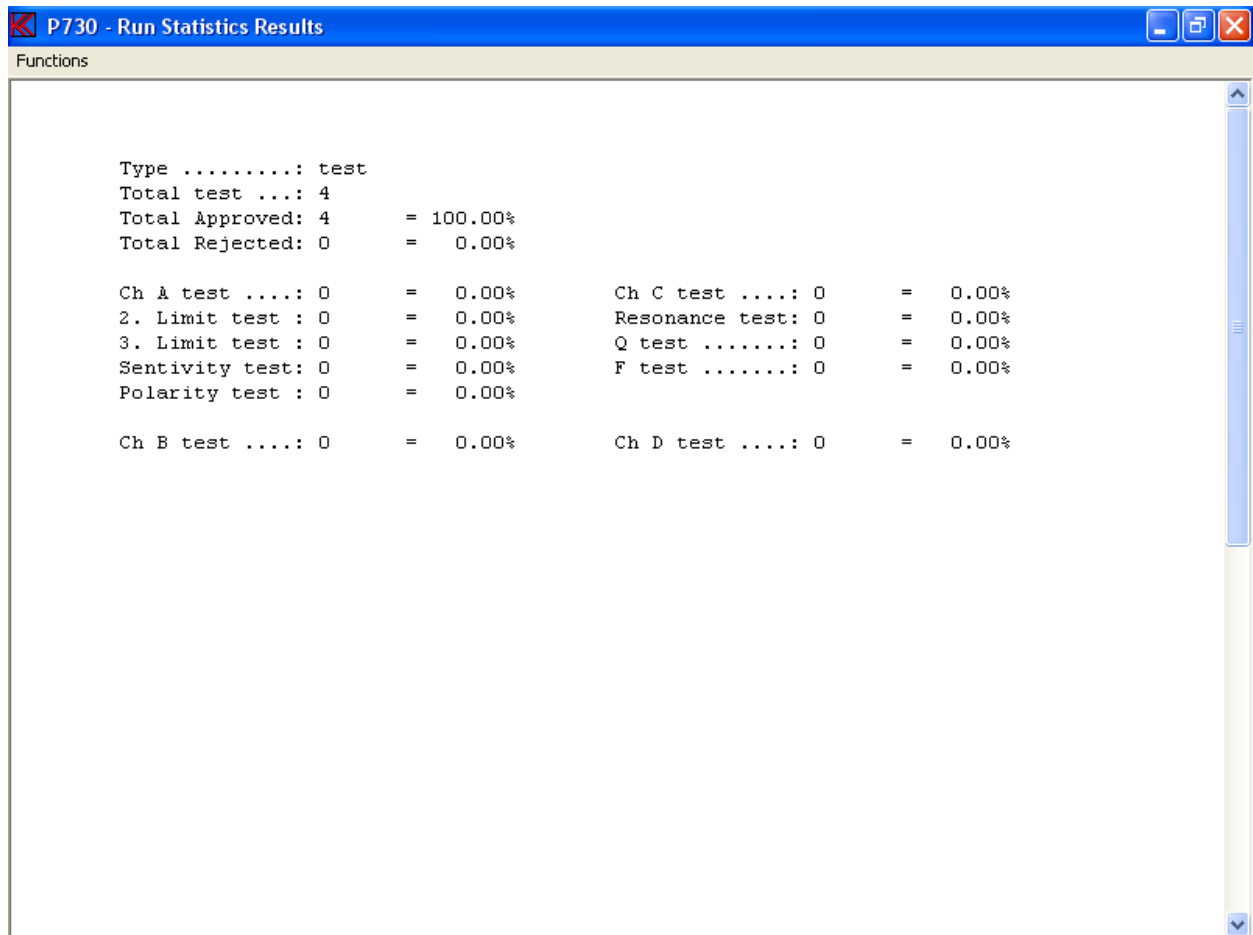 P730 - Run Statistics Results
Functions
Type .........: test
Total test ...: 4
Total Approved: 4 = 100.00%
Total Rejected: 0 = 0.00%
Ch A test ....: 0 = 0.00% Ch C test ....: 0 = 0.00%
2. Limit test : 0 = 0.00% Resonance test: 0 = 0.00%
3. Limit test : 0 = 0.00% Q test .......: 0 = 0.00%
Sentivity test: 0 = 0.00% F test .......: 0 = 0.00%
Polarity test : 0 = 0.00%
Ch B test ....: 0 = 0.00% Ch D test ....: 0 = 0.00%